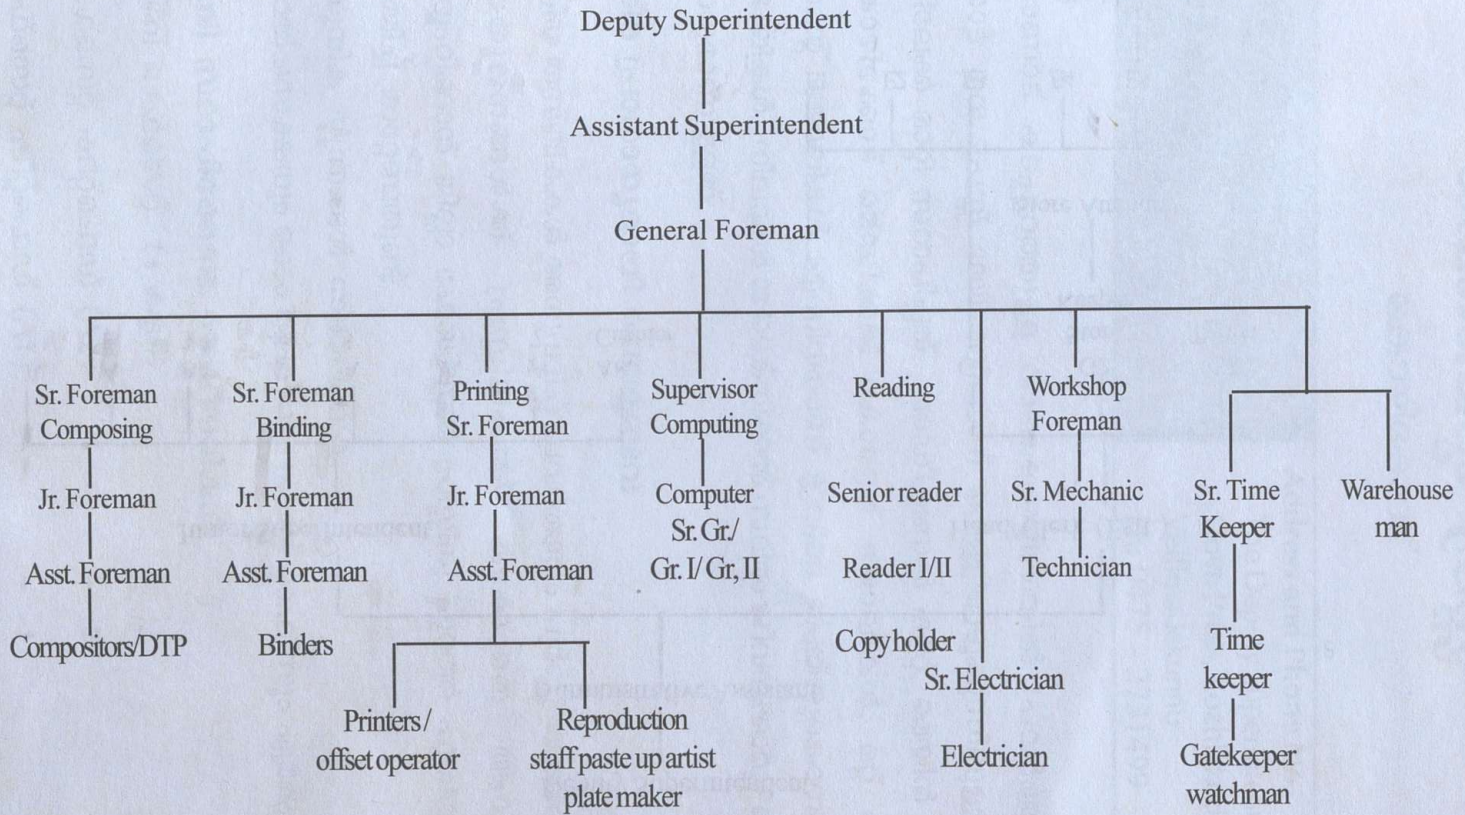 Deputy Superintendent
Assistant Superintendent
General Foreman
Sr. Foreman
Composing
Jr. Foreman
Asst. Foreman
Compositors/DTP
Sr. Foreman
Binding
Jr. Foreman
Asst. Foreman
Binders
Printing
Sr. Foreman
Jr. Foreman
Asst. Foreman
Printers/
offset operator
Reproduction
staff paste up artist
plate maker
Supervisor
Computing
Computer
Sr. Gr./
Gr. I/ Gr, II
Reading
Senior reader
Reader I/II
Copy holder
Sr. Electrician
Electrician
Workshop
Foreman
Sr. Mechanic
Technician
Sr. Time
Keeper
Time
keeper
Gatekeeper
watchman
Warehouse
man